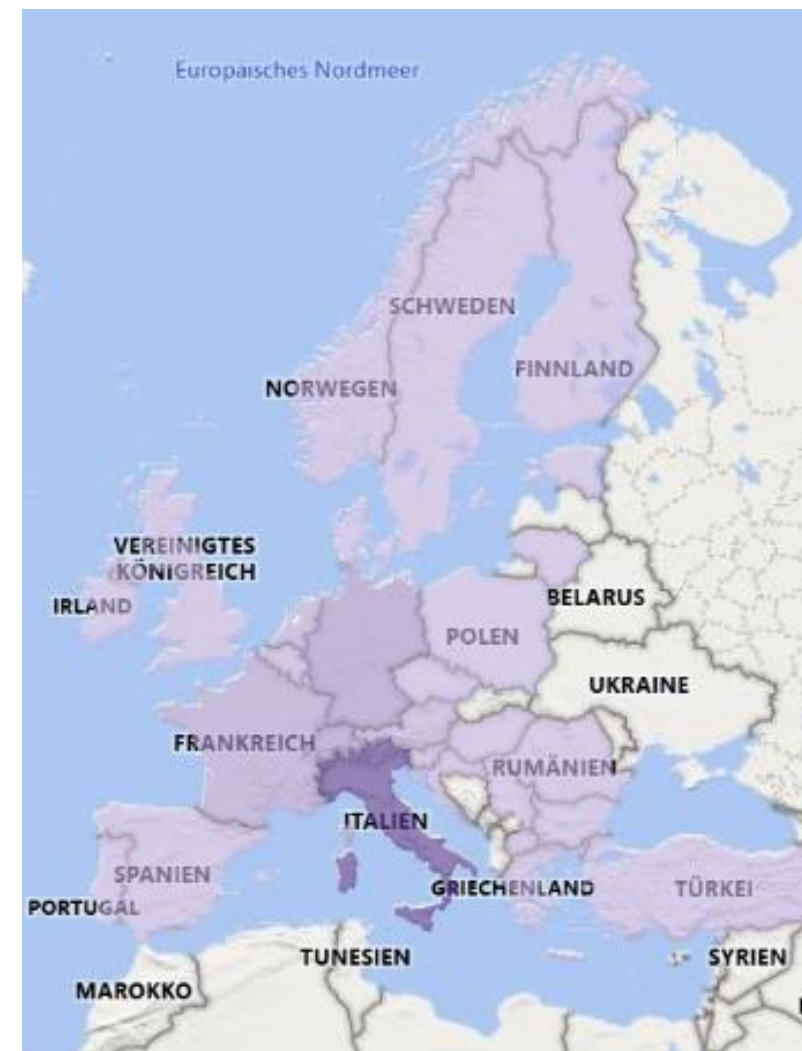 Europäisches Nordmeer
SCHWEDEN
FINNLAND
NORWEGEN
VEREINIGTES
KÖNIGREICH
IRLAND
BELARUS
POLEN
UKRAINE
FRANKREICH
RUMÄNIEN
ITALIEN
SPANIEN
GRIECHENLAND
TÜRKEI
PORTUGAL
TUNESIEN
SYRIEN
MAROKKO